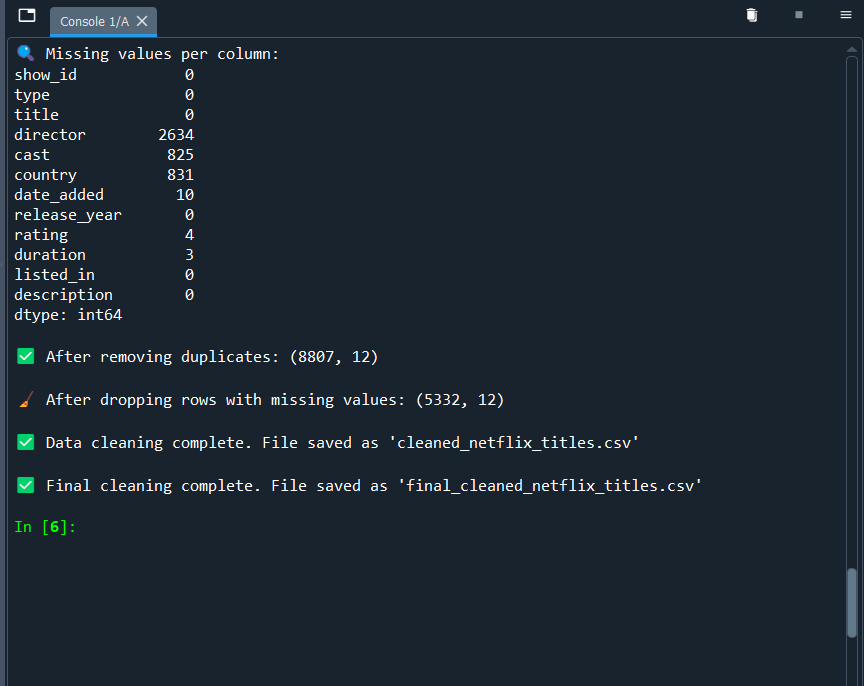 Console 1/A
🔍 Missing values per column:
show_id 0
type 0
title 0
director 2634
cast 825
country 831
date_added 10
release_year 0
rating 4
duration 3
listed_in 0
description 0
dtype: int64
✅ After removing duplicates: (8807, 12)
🧹 After dropping rows with missing values: (5332, 12)
✅ Data cleaning complete. File saved as 'cleaned_netflix_titles.csv'
✅ Final cleaning complete. File saved as 'final_cleaned_netflix_titles.csv'
In [6]: